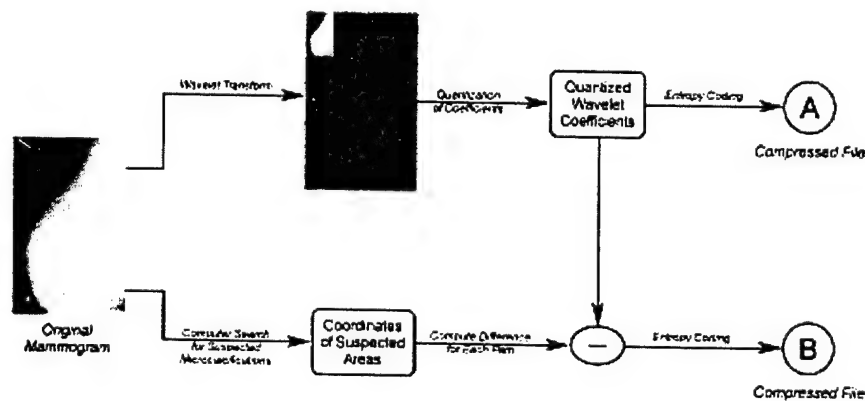 Wavelet Transform
Quantization
of Coefficients
Quantized
Wavelet
Coefficients
Entropy Coding
A
Compressed File
Original
Mammogram
Computer Search
for Suspected
Microcalcifications
Coordinates
of Suspected
Areas
Compute Difference
for Each Item
—
Entropy Coding
B
Compressed File